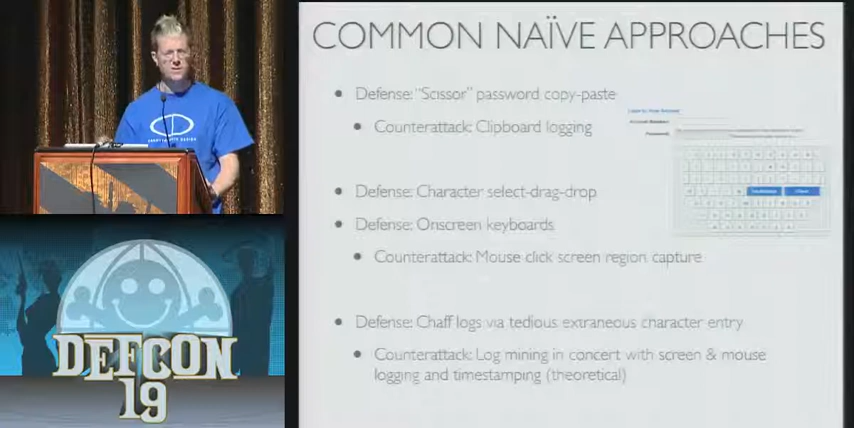 COMMON NAÏVE APPROACHES
Defense: "Scissor" password copy-paste
Counterattack: Clipboard logging
Defense: Character select-drag-drop
Defense: Onscreen keyboards
Counterattack: Mouse click screen region capture
Defense: Chaff logs via tedious extraneous character entry
Counterattack: Log mining in concert with screen & mouse
logging and timestamping (theoretical)
DEFCON
19